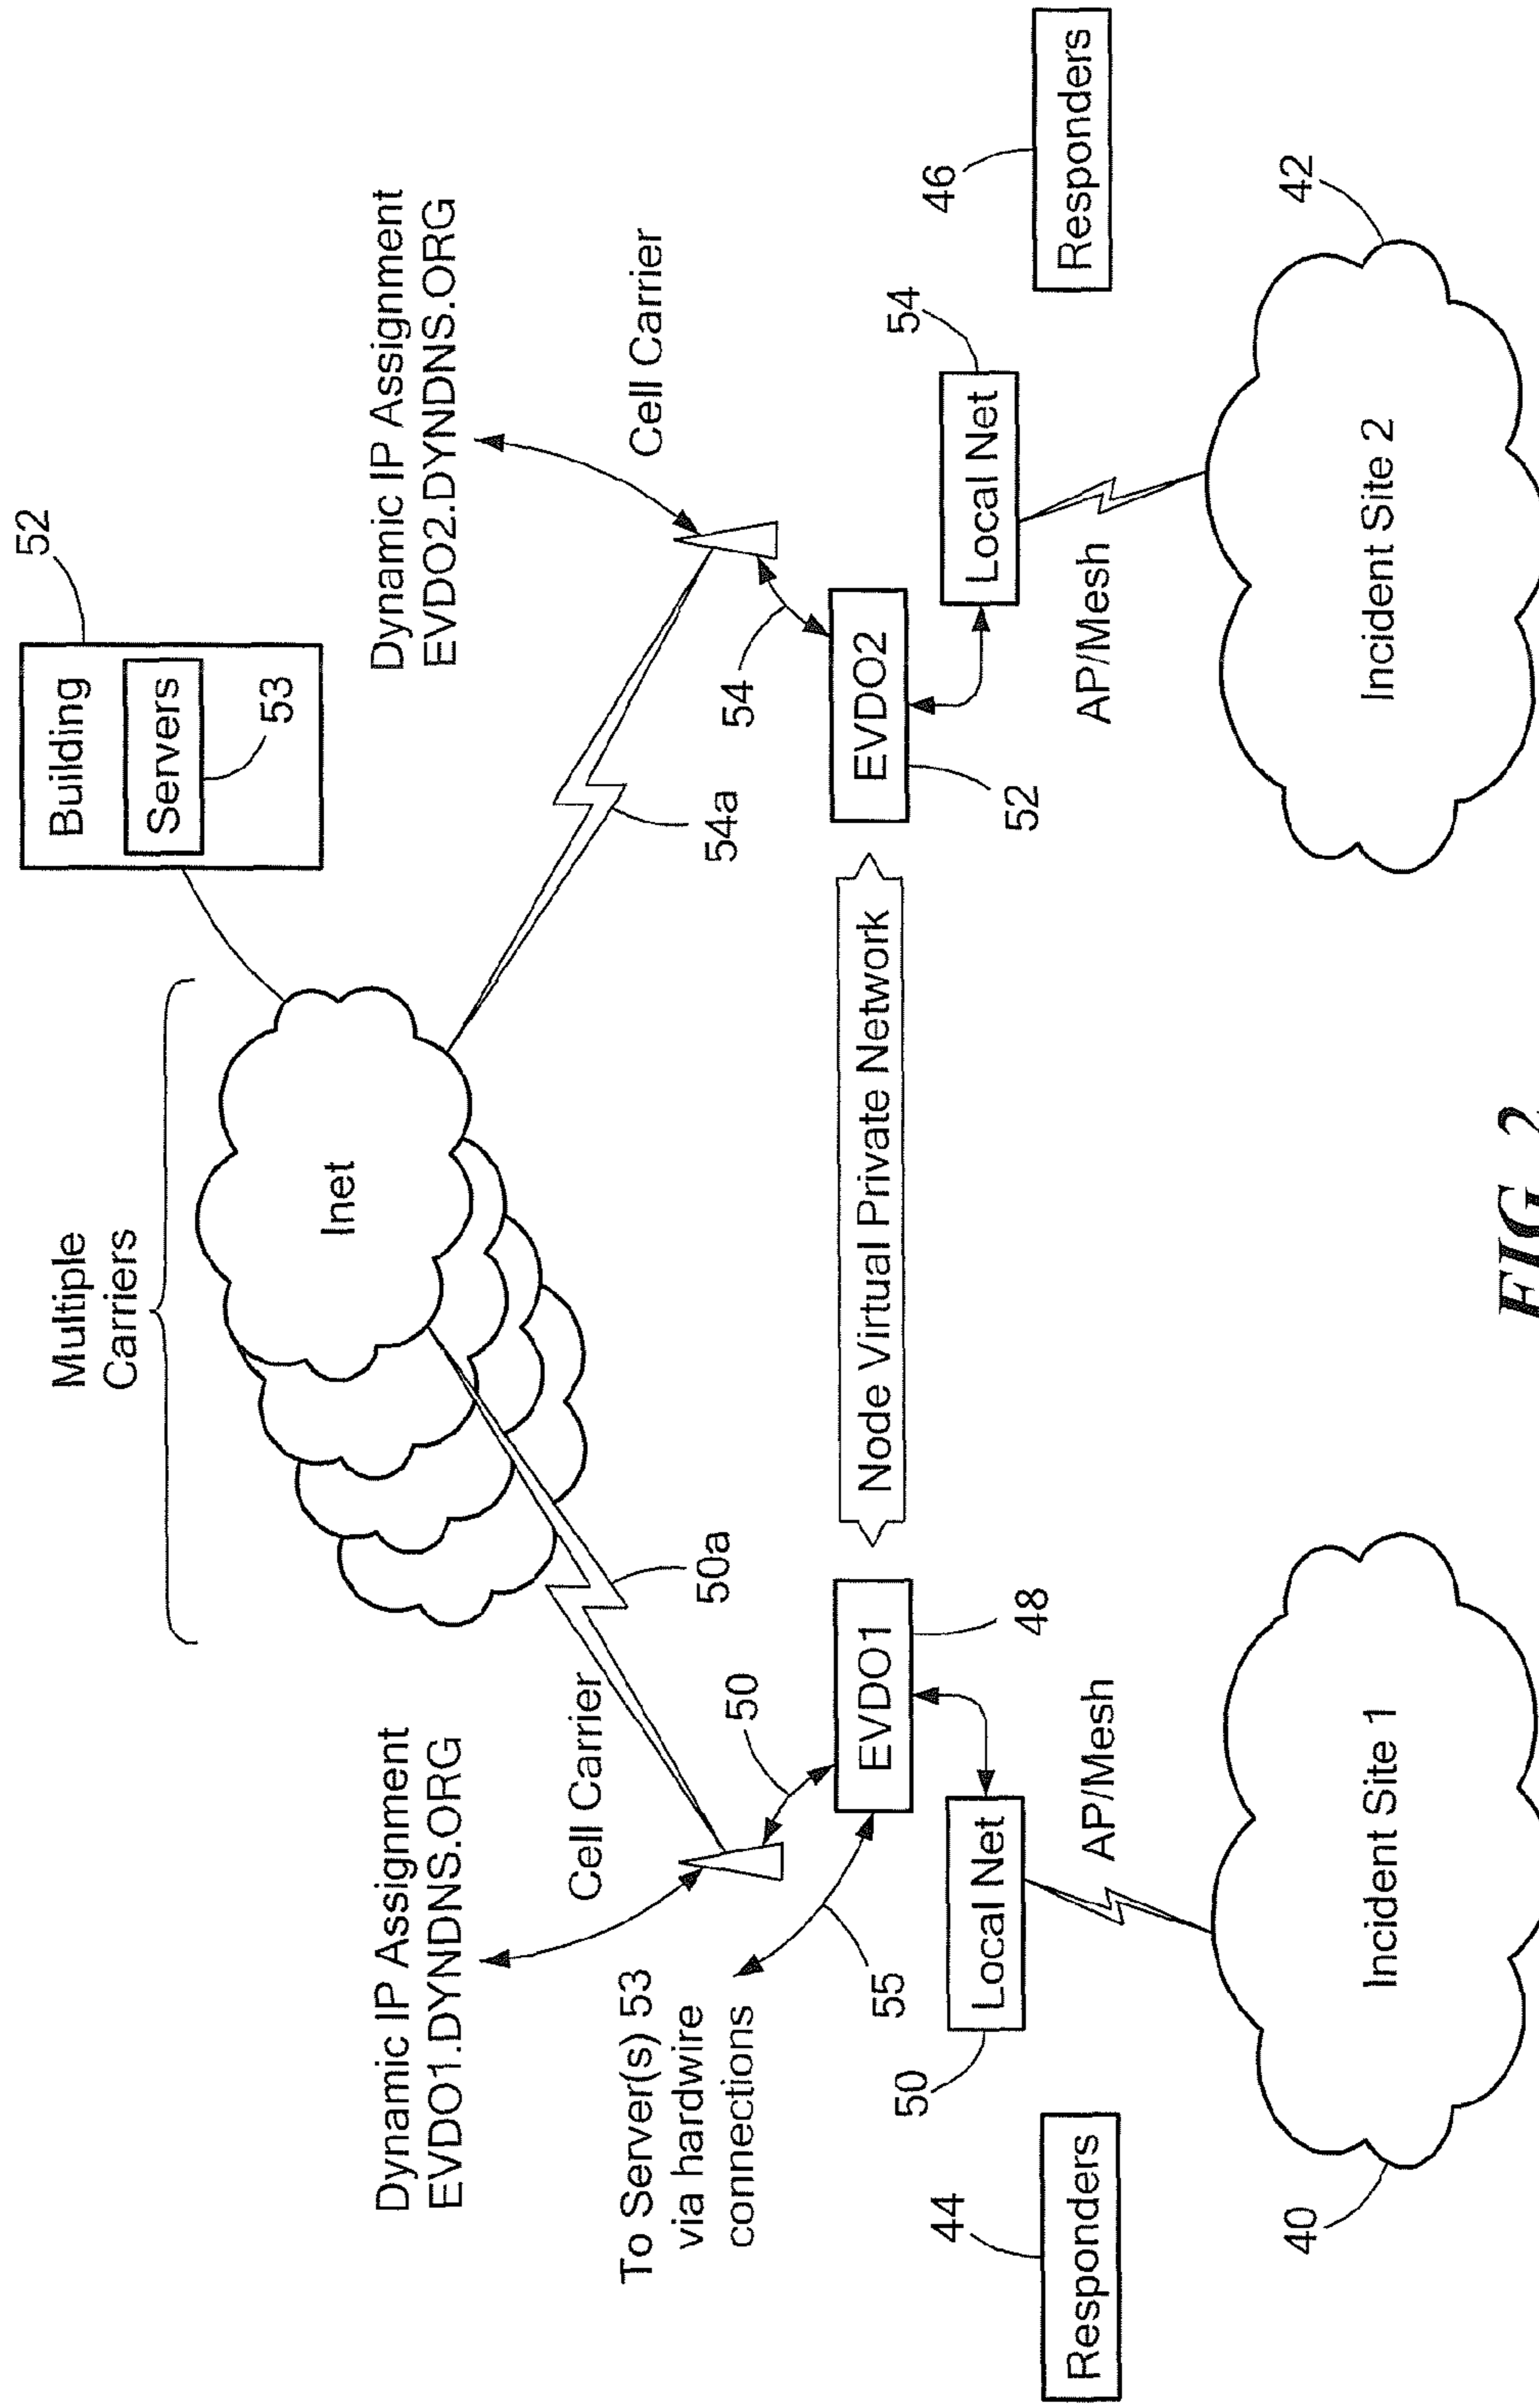 Multiple
Carriers
52
Building
Servers
53
Inet
Dynamic IP Assignment
EVDO1.DYNDNS.ORG
Dynamic IP Assignment
EVDO2.DYNDNS.ORG
Cell Carrier
50a
54a
Cell Carrier
To Server(s) 53
via hardwire
connections
50
54
55
EVDO1
48
Node Virtual Private Network
EVDO2
52
50
Local Net
54
Local Net
44
Responders
46
Responders
AP/Mesh
AP/Mesh
40
Incident Site 1
42
Incident Site 2
FIG. 2